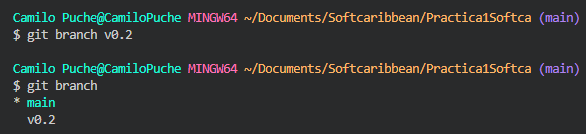 Camilo Puche@CamiloPuche MINGW64 ~/Documents/Softcaribbean/Practica1Softca (main)
$ git branch v0.2
Camilo Puche@CamiloPuche MINGW64 ~/Documents/Softcaribbean/Practica1Softca (main)
$ git branch
* main
v0.2